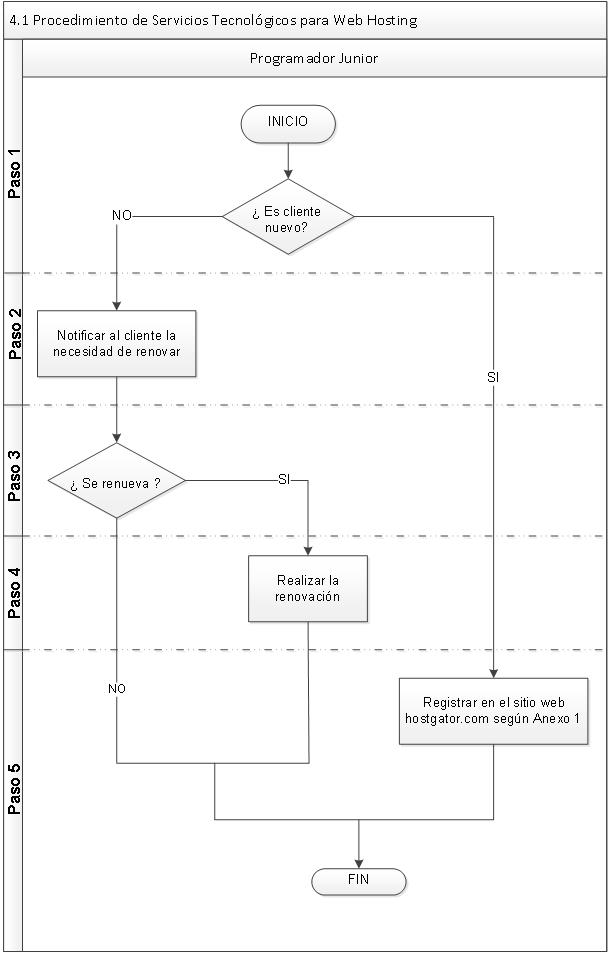 4.1 Procedimiento de Servicios Tecnológicos para Web Hosting
Programador Junior
Paso 1
INICIO
¿ Es cliente
nuevo?
NO
Paso 2
Notificar al cliente la
necesidad de renovar
SI
Paso 3
¿ Se renueva ?
SI
Paso 4
Realizar la
renovación
Paso 5
NO
Registrar en el sitio web
hostgator.com según Anexo 1
FIN